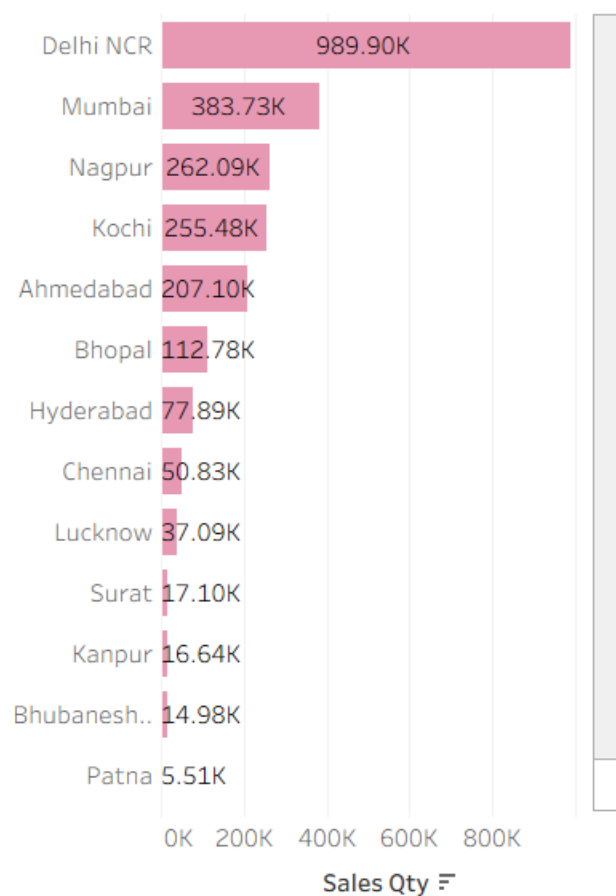 Delhi NCR 989.90K
Mumbai 383.73K
Nagpur 262.09K
Kochi 255.48K
Ahmedabad 207.10K
Bhopal 112.78K
Hyderabad 77.89K
Chennai 50.83K
Lucknow 37.09K
Surat 17.10K
Kanpur 16.64K
Bhubanesh.. 14.98K
Patna 5.51K
0K 200K 400K 600K 800K
Sales Qty